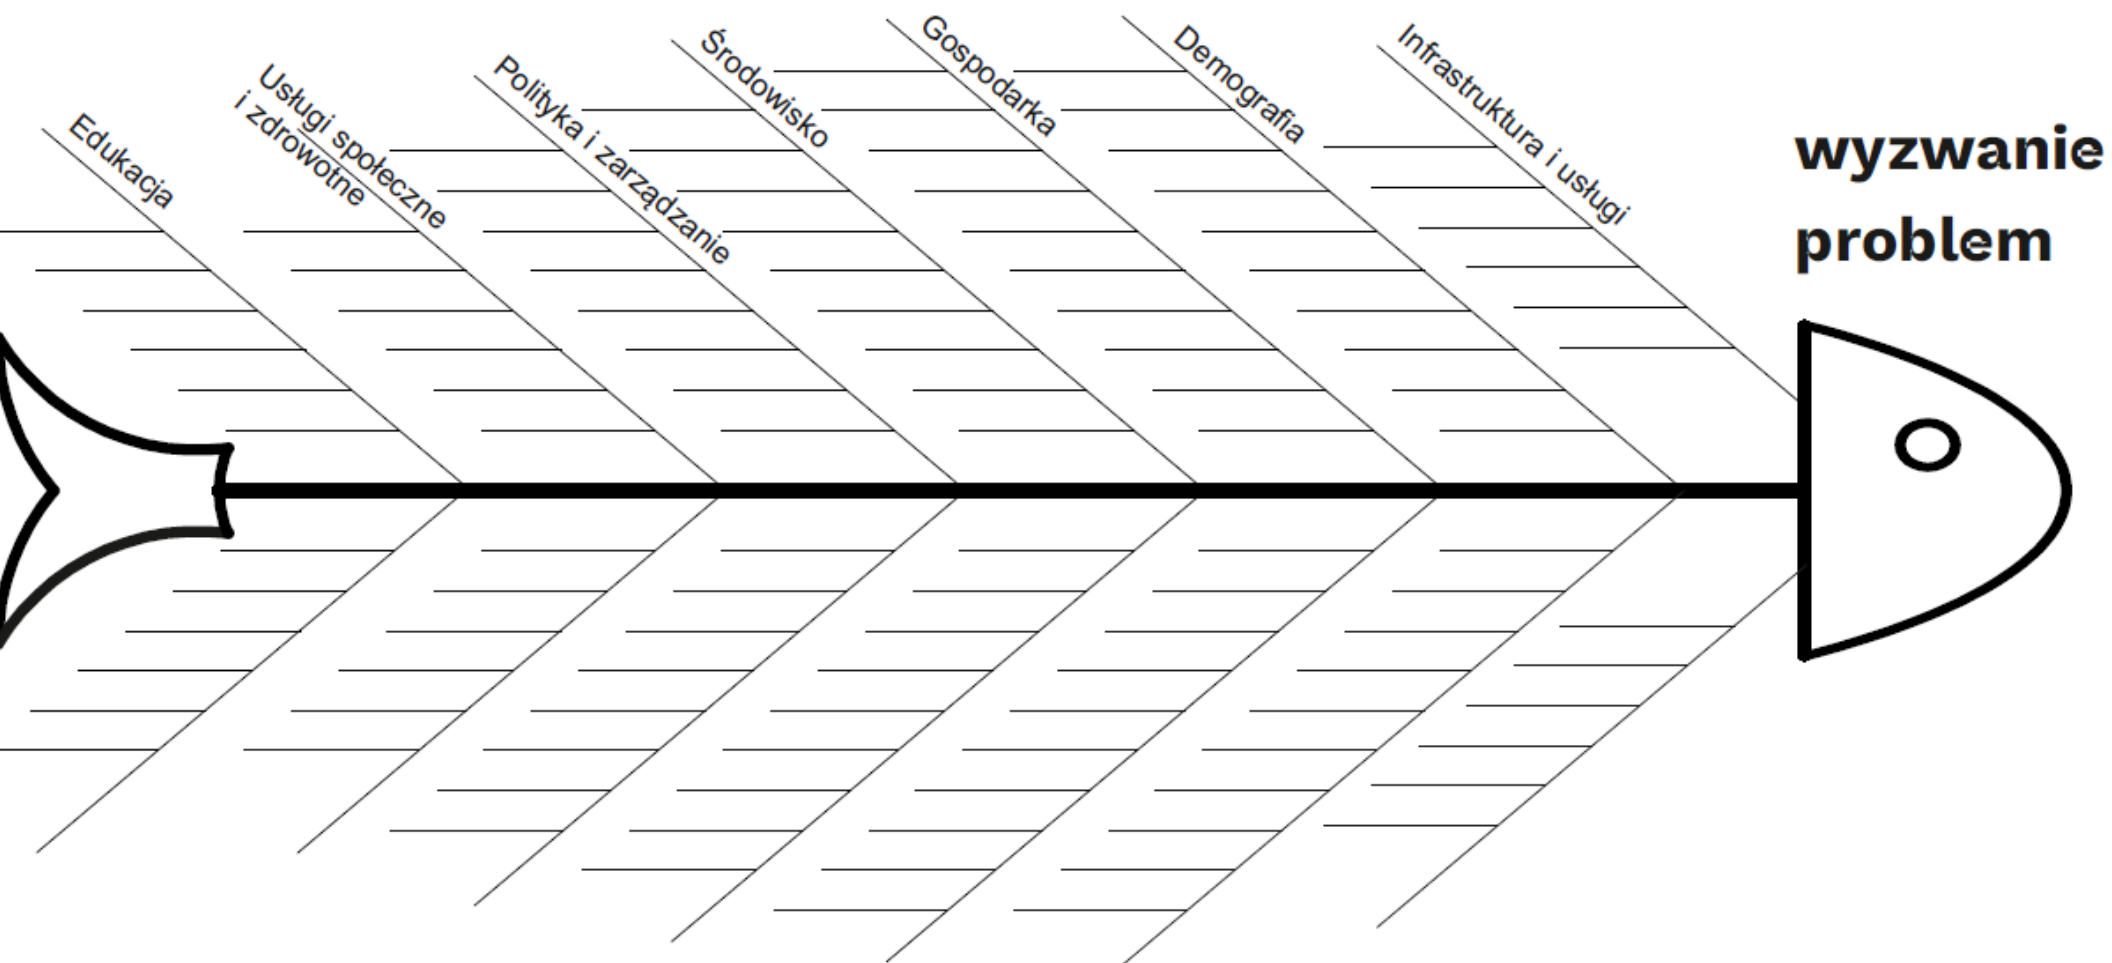 Edukacja
Usługi społeczne
i zdrowotne
Polityka i zarządzanie
Środowisko
Gospodarka
Demografia
Infrastruktura i usługi
wyzwanie
problem